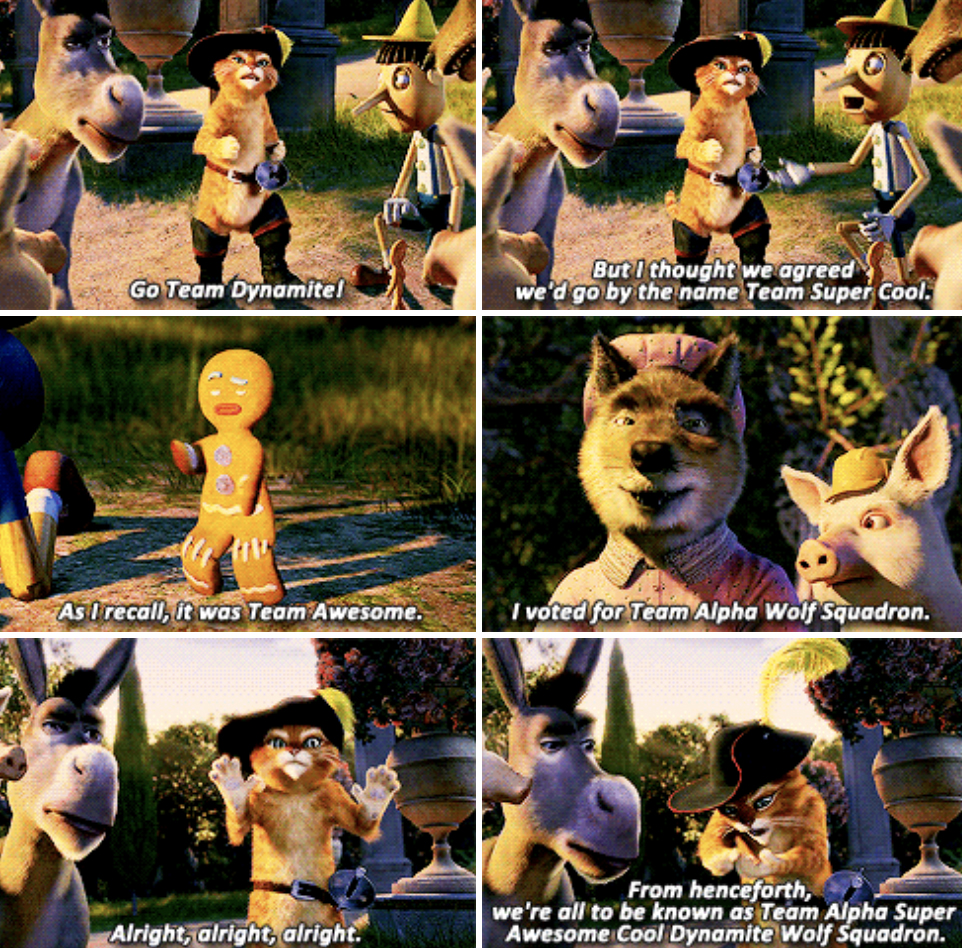 Go Team Dynamite!
But I thought we agreed
we'd go by the name Team Super Cool.
As I recall, it was Team Awesome.
I voted for Team Alpha Wolf Squadron.
Alright, alright, alright.
From henceforth,
we're all to be known as Team Alpha Super
Awesome Cool Dynamite Wolf Squadron.